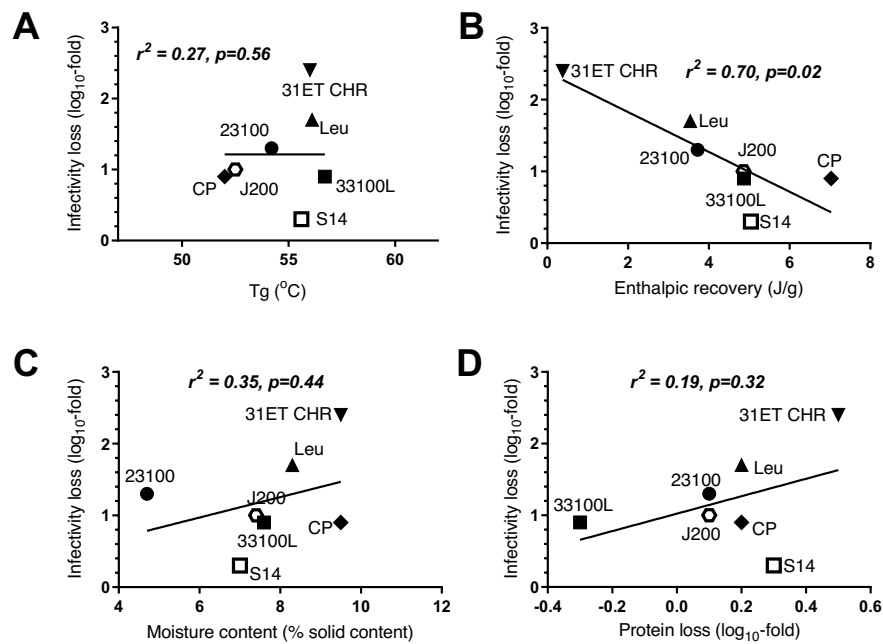 A
r² = 0.27, p=0.56
31ET CHR
Leu
23100
CP
J200
33100L
S14
Infectivity loss (log₁₀-fold)
0
1
2
3
50
55
60
Tg (°C)
B
r² = 0.70, p=0.02
31ET CHR
Leu
23100
J200
CP
33100L
S14
Infectivity loss (log₁₀-fold)
0
1
2
3
0
2
4
6
8
Enthalpic recovery (J/g)
C
r² = 0.35, p=0.44
31ET CHR
Leu
23100
J200
33100L
CP
S14
Infectivity loss (log₁₀-fold)
0
1
2
3
4
6
8
10
12
Moisture content (% solid content)
D
r² = 0.19, p=0.32
31ET CHR
Leu
23100
33100L
J200
CP
S14
Infectivity loss (log₁₀-fold)
0
1
2
3
-0.4
-0.2
0.0
0.2
0.4
0.6
Protein loss (log₁₀-fold)